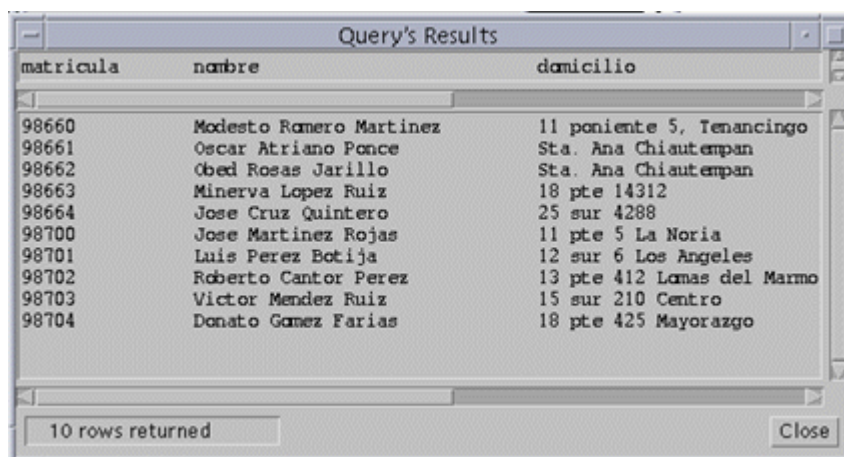 Query's Results
matricula nombre domicilio
98660 Modesto Romero Martinez 11 poniente 5, Tenancingo
98661 Oscar Atriano Ponce Sta. Ana Chiautempan
98662 Obed Rosas Jarillo Sta. Ana Chiautempan
98663 Minerva Lopez Ruiz 18 pte 14312
98664 Jose Cruz Quintero 25 sur 4288
98700 Jose Martinez Rojas 11 pte 5 La Noria
98701 Luis Perez Botija 12 sur 6 Los Angeles
98702 Roberto Cantor Perez 13 pte 412 Lomas del Marmo
98703 Victor Mendez Ruiz 15 sur 210 Centro
98704 Donato Gomez Farias 18 pte 425 Mayorazgo
10 rows returned
Close